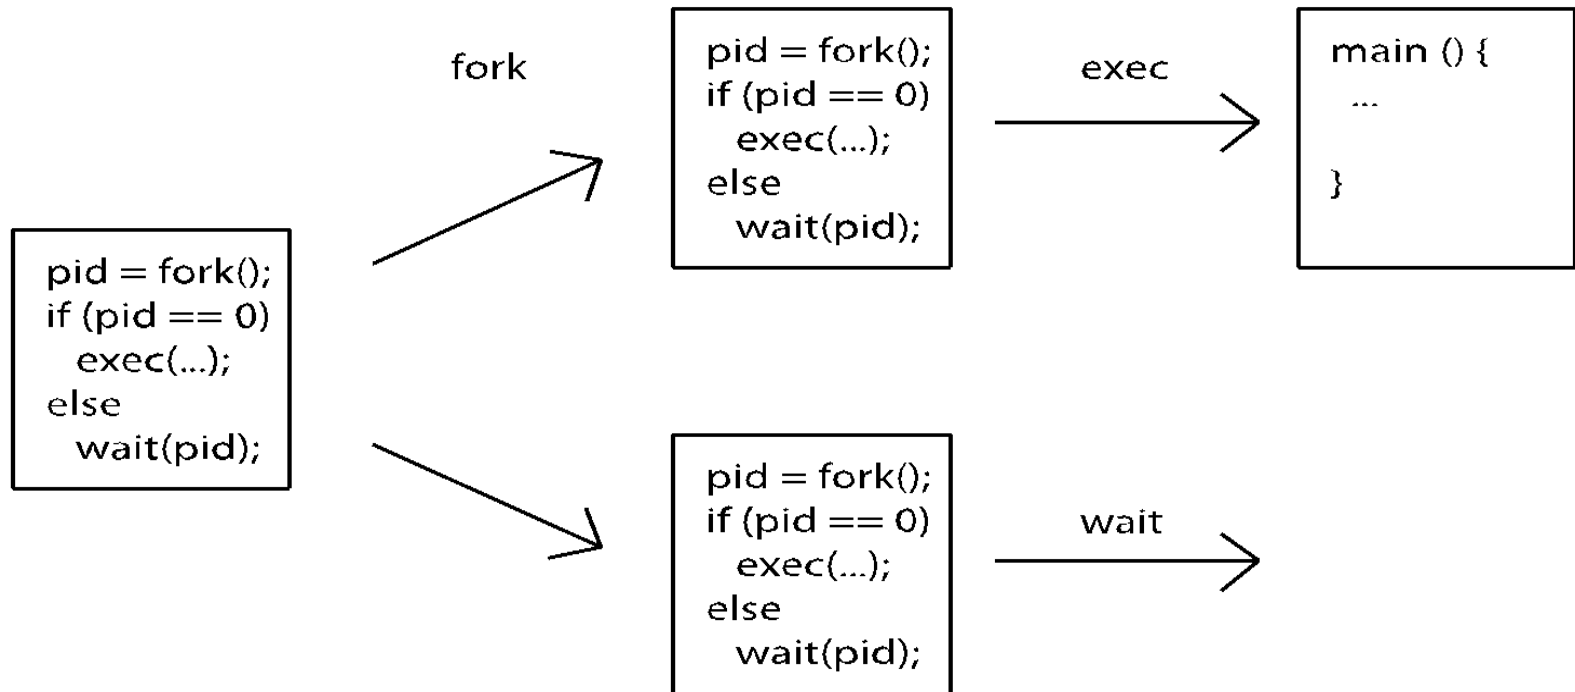 pid = fork();
if (pid == 0)
exec(...);
else
wait(pid);
fork
pid = fork();
if (pid == 0)
exec(...);
else
wait(pid);
exec
main () {
...
}
pid = fork();
if (pid == 0)
exec(...);
else
wait(pid);
wait